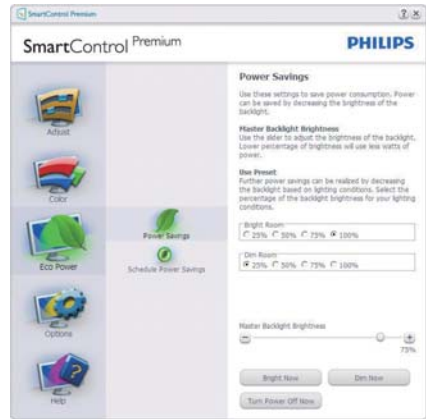 SmartControl Premium
SmartControl Premium
PHILIPS
Adjust
Color
Eco Power
Options
Help
Power Savings
Schedule Power Savings
Power Savings
Use these settings to save power consumption. Power
can be saved by decreasing the brightness of the
backlight.
Master Backlight Brightness
Use the slider to adjust the brightness of the backlight.
Lower percentage of brightness will use less watts of
power.
Use Preset
Further power savings can be realized by decreasing
the backlight based on lighting conditions. Select the
percentage of the backlight brightness for your lighting
conditions.
Bright Room
25% 50% 75% 100%
Dim Room
25% 50% 75% 100%
Master Backlight Brightness
75%
Bright Now Dim Now
Turn Power Off Now